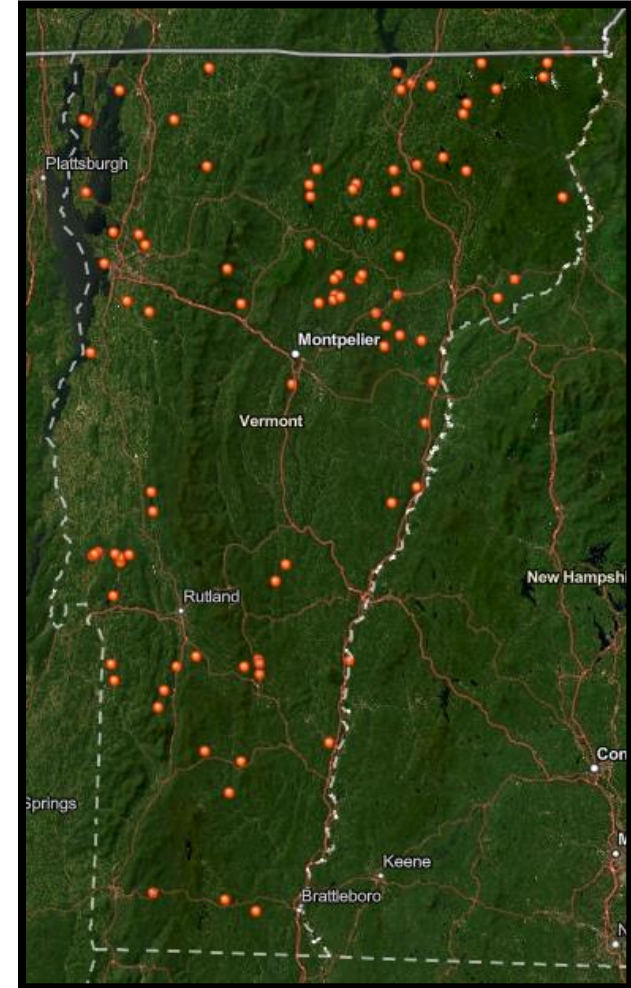 Plattsburgh
Montpelier
Vermont
New Hampshi
Rutland
Con
Springs
M
Keene
Brattleboro
N